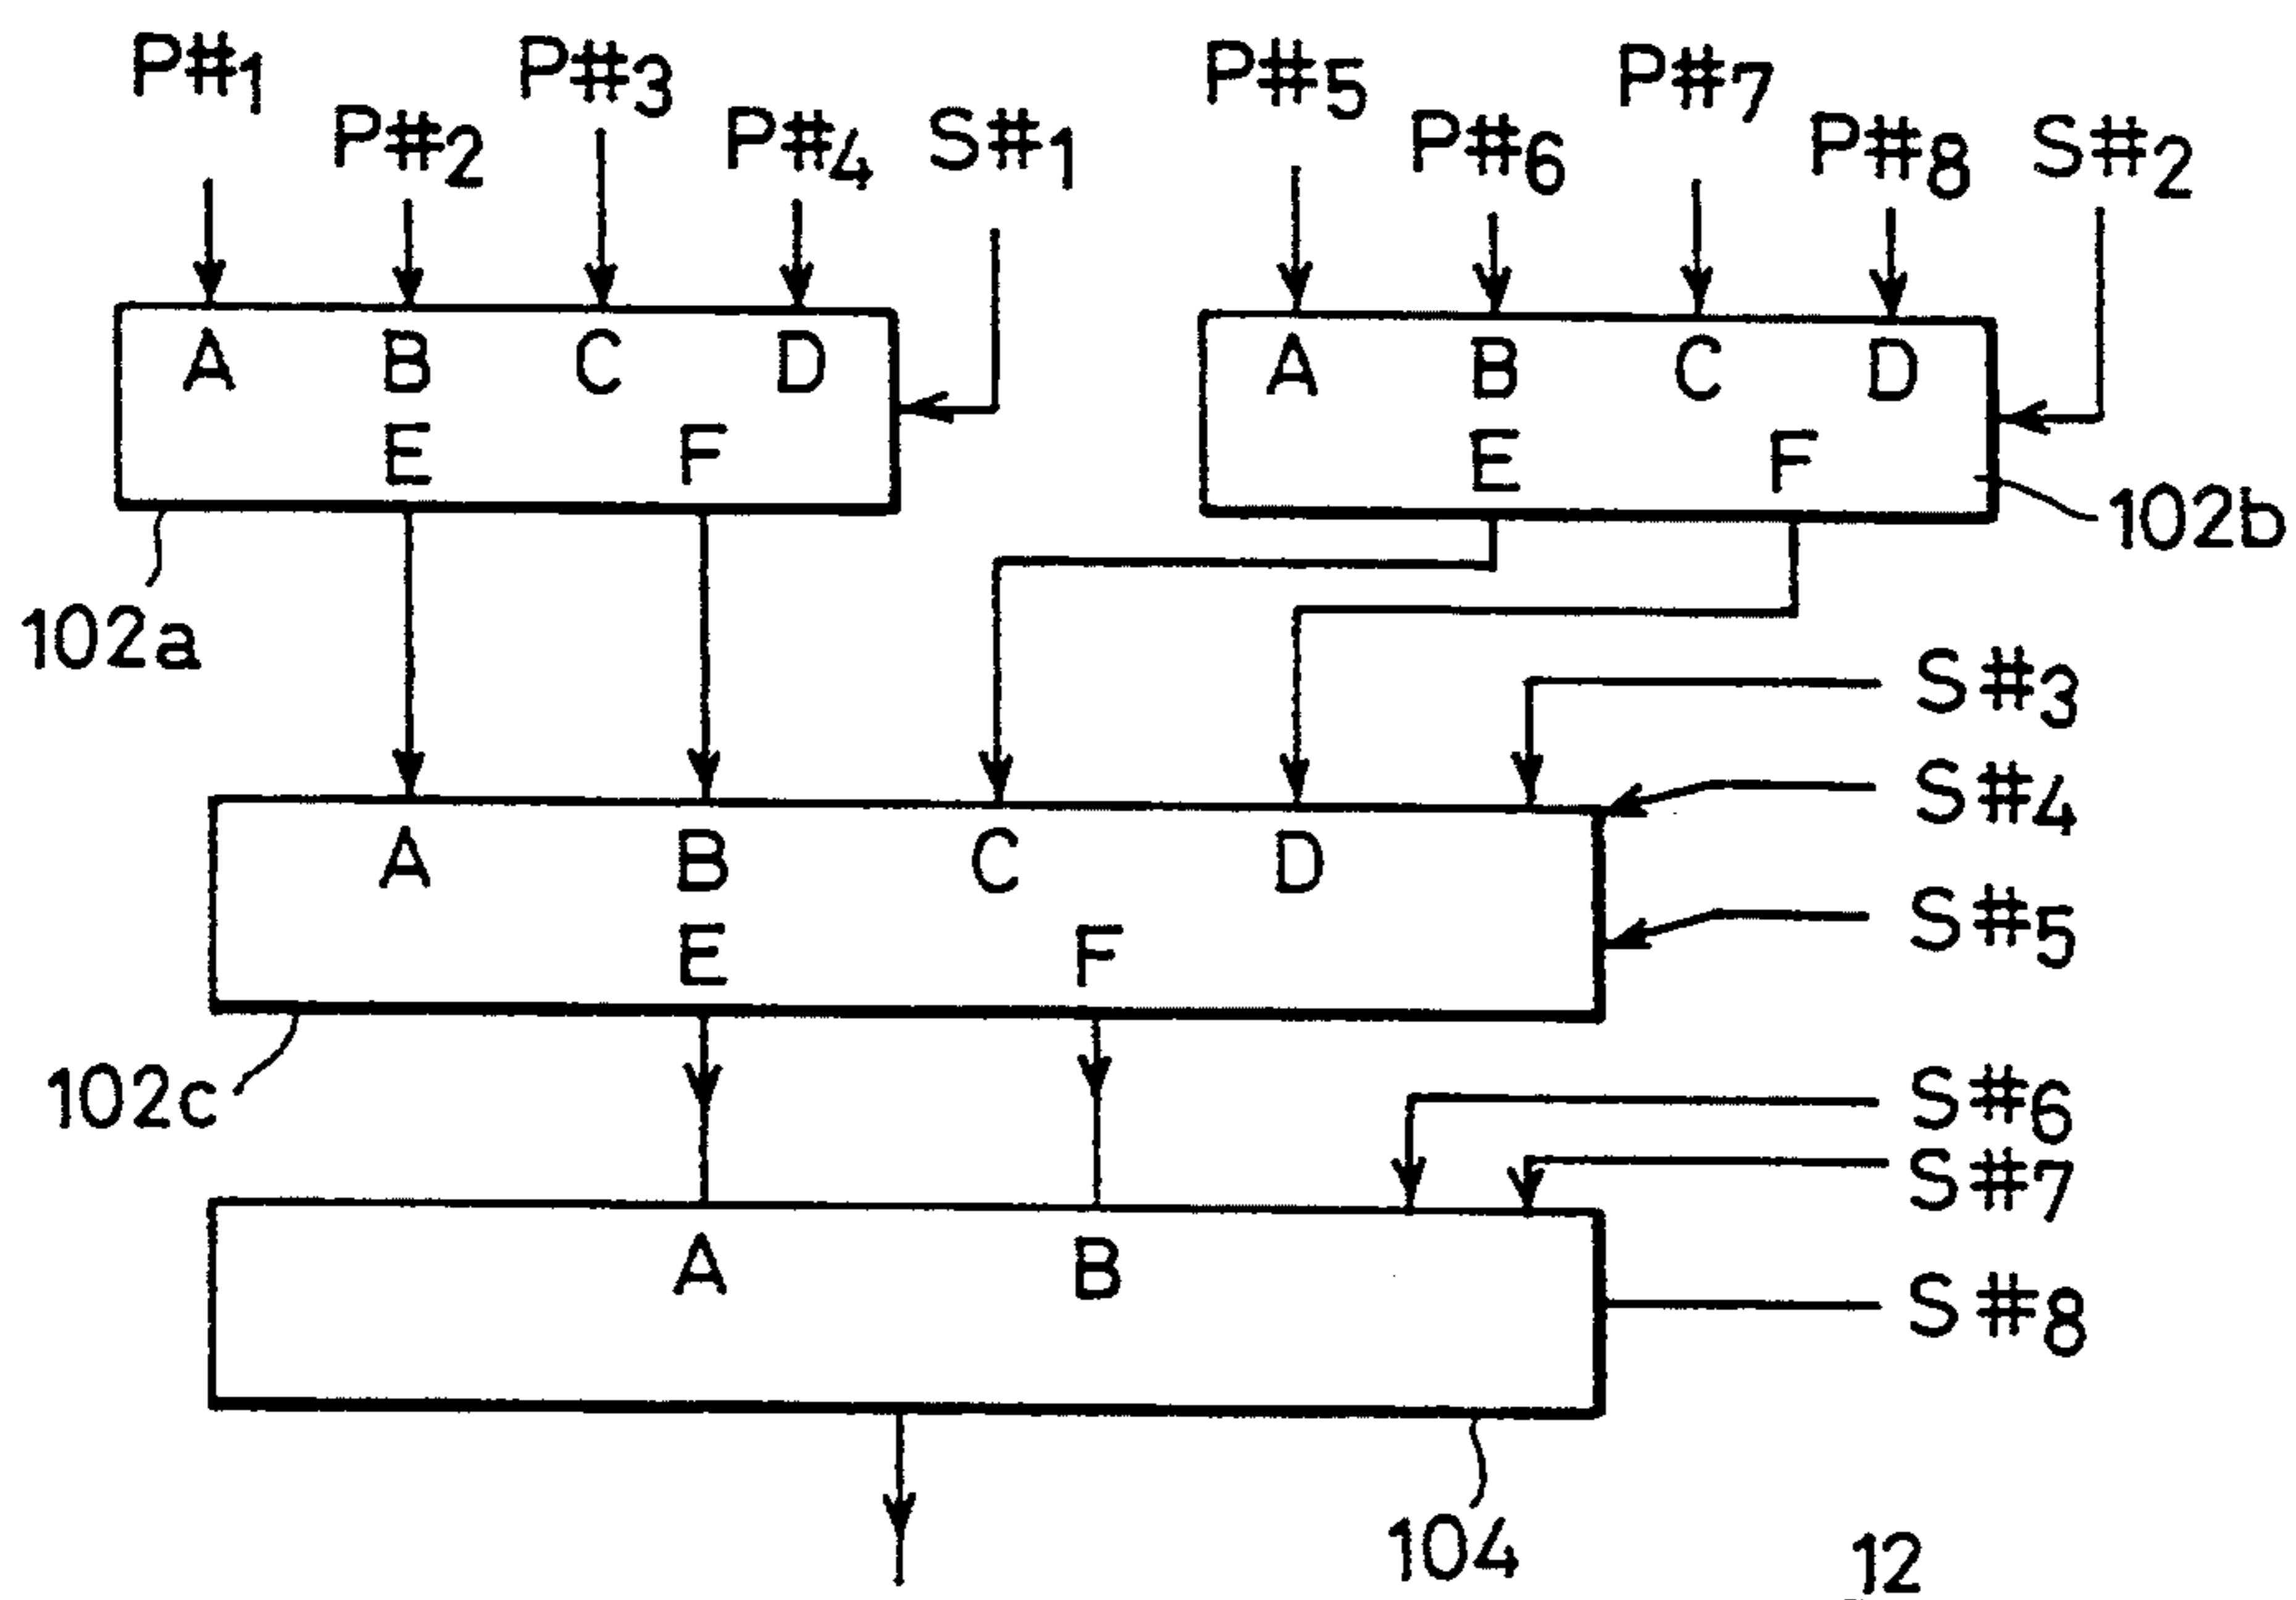 P#1 P#3 P#5 P#7
P#2 P#4 S#1 P#6 P#8 S#2
A B C D A B C D
E F E F
102a 102b
S#3
S#4
A B C D
S#5
E F
102c
S#6
S#7
A B
S#8
104
12